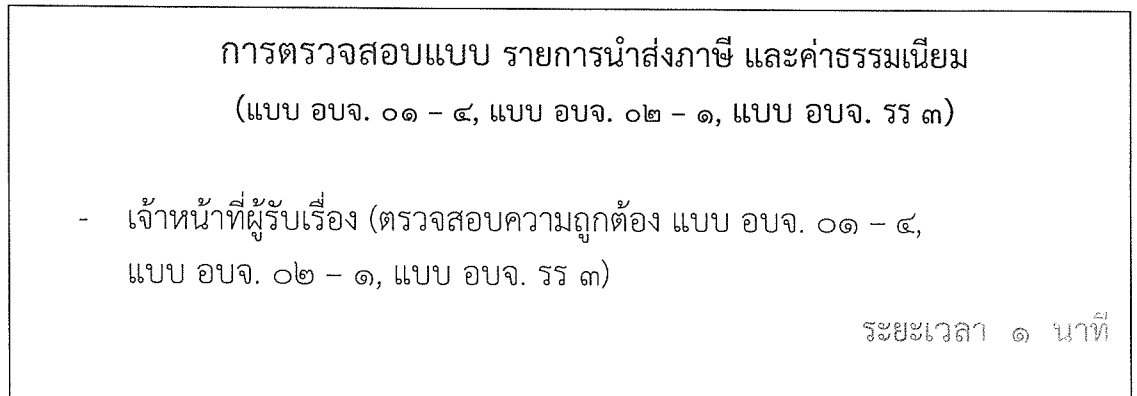 การตรวจสอบแบบ รายการนำส่งภาษี และค่าธรรมเนียม
(แบบ อบจ. ๐๑ – ๔, แบบ อบจ. ๐๒ – ๑, แบบ อบจ. รร ๓)
- เจ้าหน้าที่ผู้รับเรื่อง (ตรวจสอบความถูกต้อง แบบ อบจ. ๐๑ – ๔,
แบบ อบจ. ๐๒ – ๑, แบบ อบจ. รร ๓)
ระยะเวลา ๑ นาที